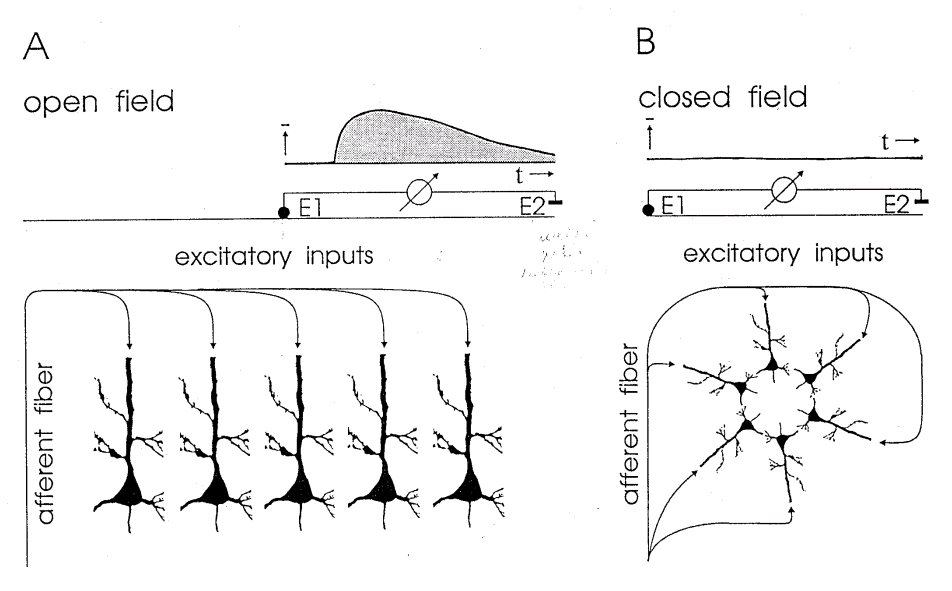 A
open field
−
t
E1
E2
excitatory inputs
afferent fiber
B
closed field
−
t
E1
E2
excitatory inputs
afferent fiber